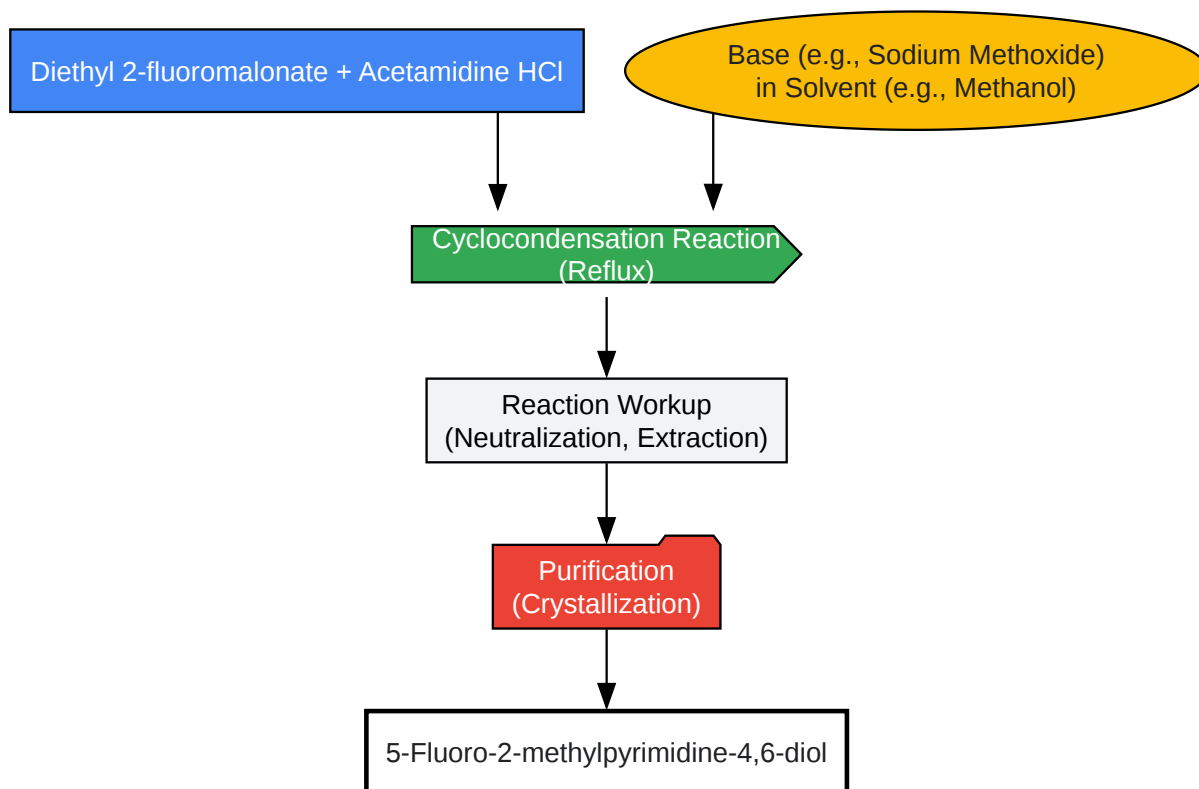 Diethyl 2-fluoromalonate + Acetamidine HCl
Base (e.g., Sodium Methoxide)
in Solvent (e.g., Methanol)
Cyclocondensation Reaction
(Reflux)
Reaction Workup
(Neutralization, Extraction)
Purification
(Crystallization)
5-Fluoro-2-methylpyrimidine-4,6-diol